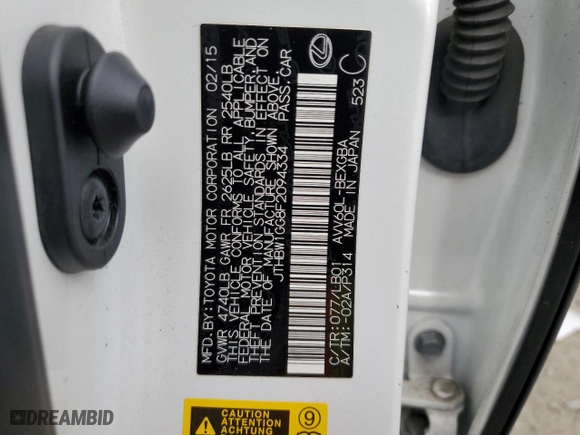 MFD.BY:TOYOTA MOTOR CORPORATION 02/15
GVWR 4740LB GAWR FR 2625LB RR 2540LB
THIS VEHICLE CONFORMS TO ALL APPLICABLE
FEDERAL MOTOR VEHICLE SAFETY, BUMPER, AND
THEFT PREVENTION STANDARDS IN EFFECT ON
THE DATE OF MANUFACTURE SHOWN ABOVE.
JTHBW1GG8F2094334 PASS.CAR
C/TR:077/LB01 AVV60L-BEXGBA
A/TM:-02A/P314 MADE IN JAPAN 523 C
CAUTION
ATTENTION
ACHTUNG
9
DREAMBID